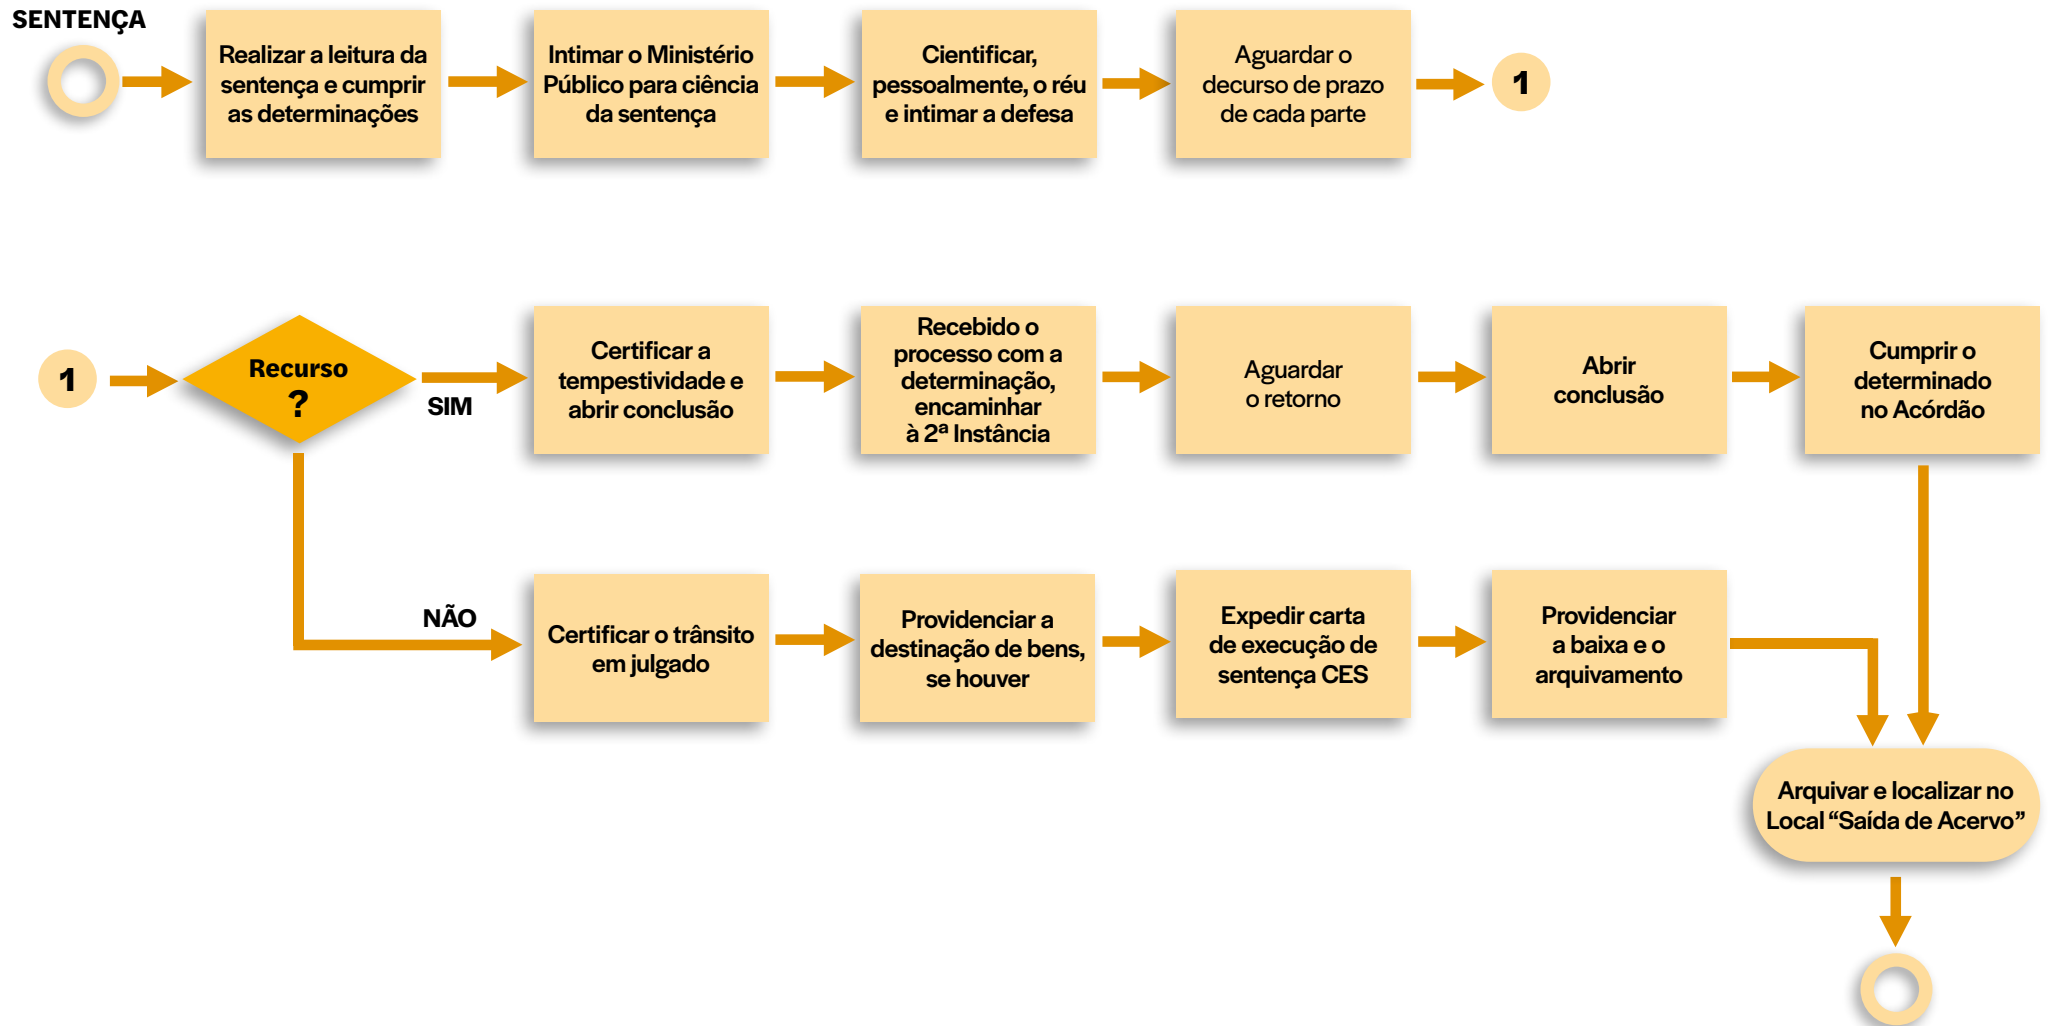 SENTENÇA
Realizar a leitura da
sentença e cumprir
as determinações
Intimar o Ministério
Público para ciência
da sentença
Cientificar,
pessoalmente, o réu
e intimar a defesa
Aguardar o
decurso de prazo
de cada parte
1
1
Recurso
?
SIM
Certificar a
tempestividade e
abrir conclusão
Recebido o
processo com a
determinação,
encaminhar
à 2ª Instância
Aguardar
o retorno
Abrir
conclusão
Cumprir o
determinado
no Acórdão
NÃO
Certificar o trânsito
em julgado
Providenciar a
destinação de bens,
se houver
Expedir carta
de execução de
sentença CES
Providenciar
a baixa e o
arquivamento
Arquivar e localizar no
Local “Saída de Acervo”